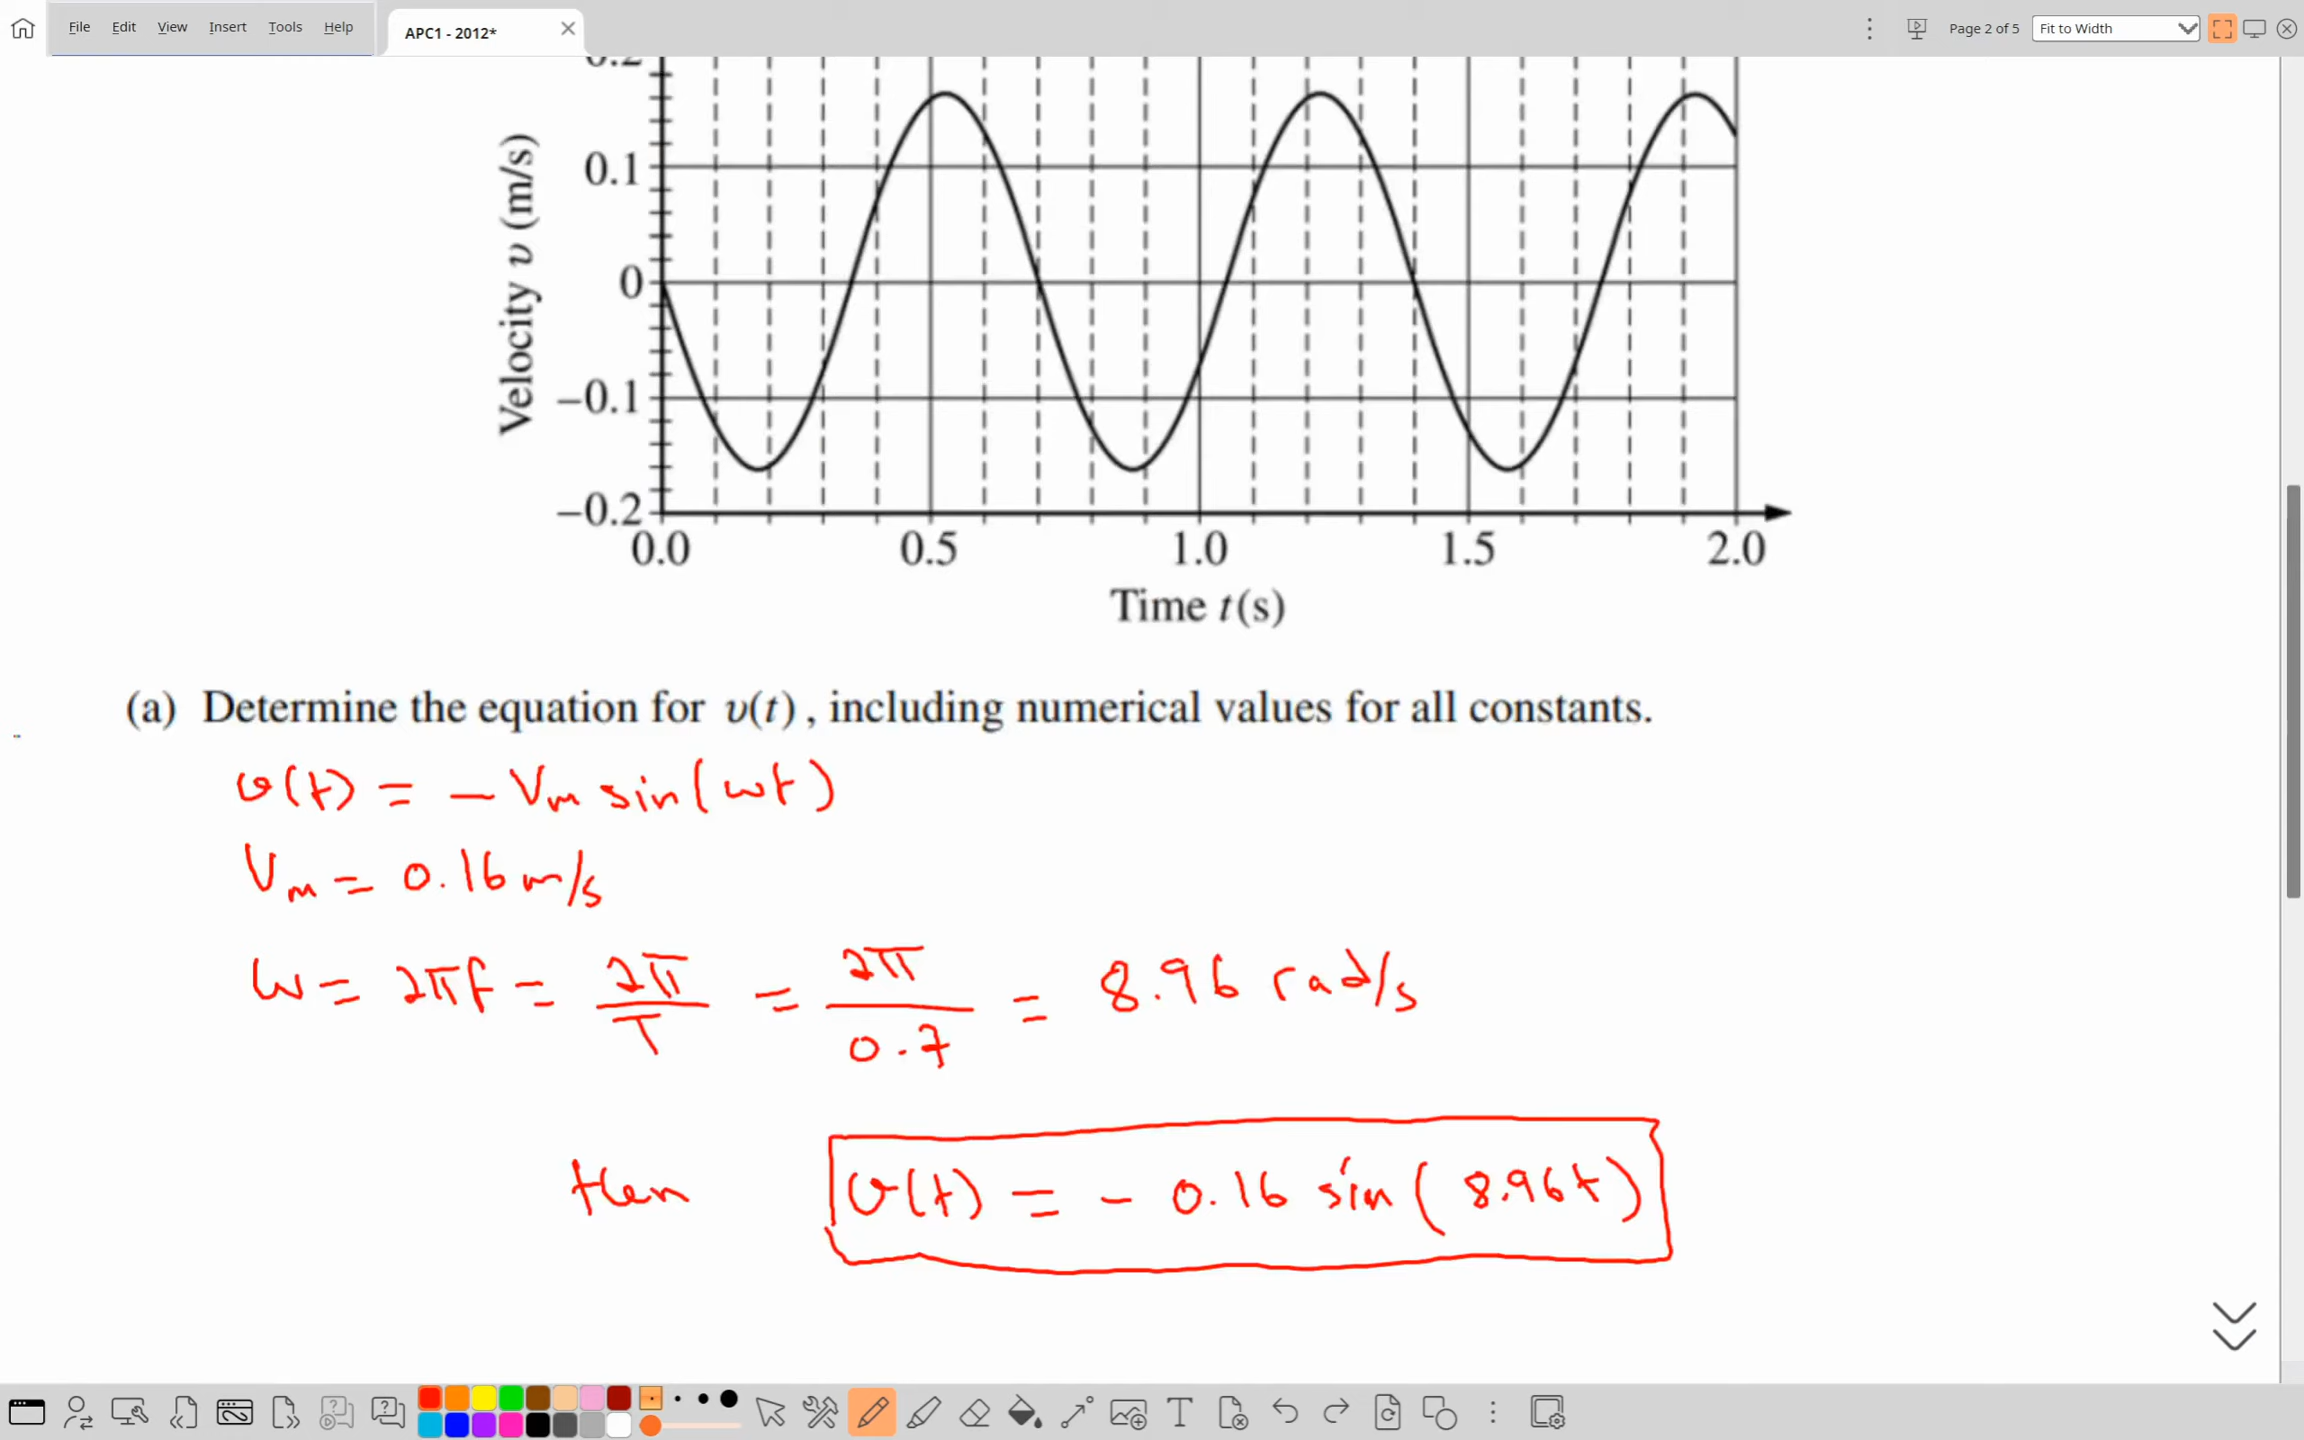 File Edit View Insert Tools Help APC1 - 2012* Page 2 of 5 Fit to Width
0.2
0.1
0
−0.1
−0.2
Velocity υ (m/s)
0.0 0.5 1.0 1.5 2.0
Time t(s)
(a) Determine the equation for υ(t), including numerical values for all constants.
v(t) = - Vm sin(ωt)
Vm = 0.16 m/s
ω = 2πf = 2π/T = 2π/0.7 = 8.96 rad/s
then v(t) = - 0.16 sin(8.96t)